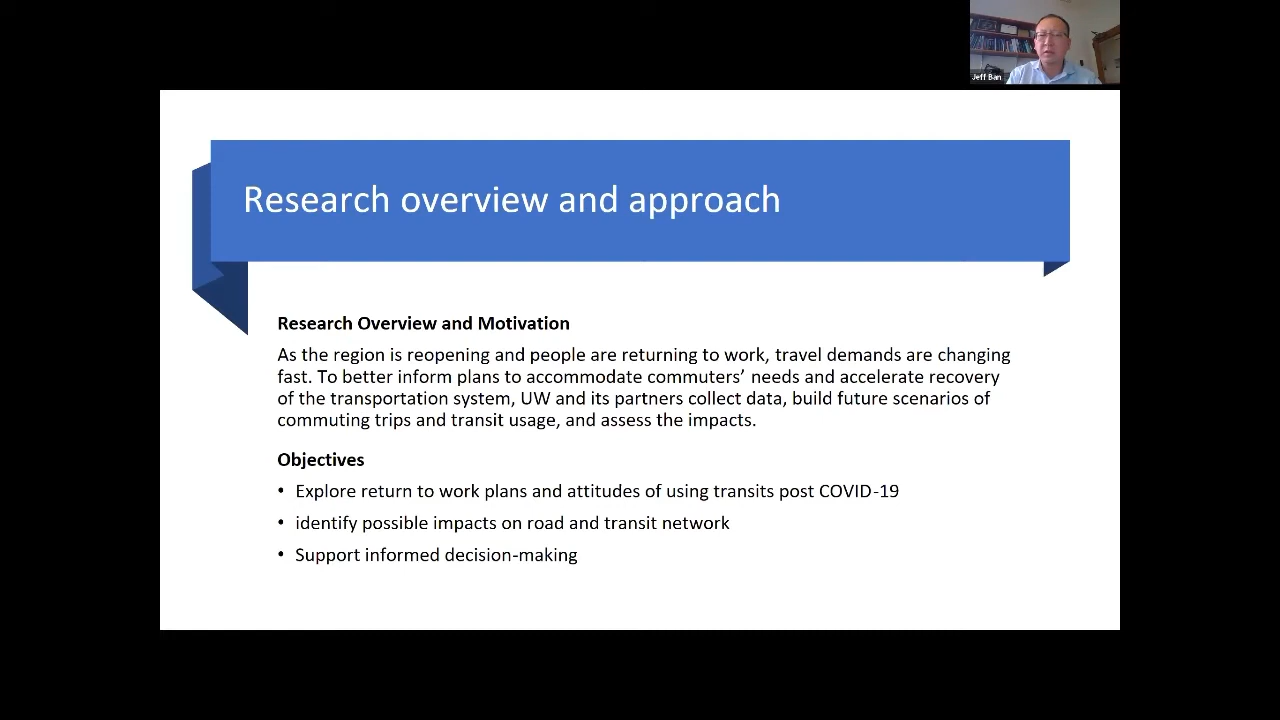 Jeff Ban
Research overview and approach
Research Overview and Motivation
As the region is reopening and people are returning to work, travel demands are changing
fast. To better inform plans to accommodate commuters’ needs and accelerate recovery
of the transportation system, UW and its partners collect data, build future scenarios of
commuting trips and transit usage, and assess the impacts.
Objectives
• Explore return to work plans and attitudes of using transits post COVID-19
• identify possible impacts on road and transit network
• Support informed decision-making